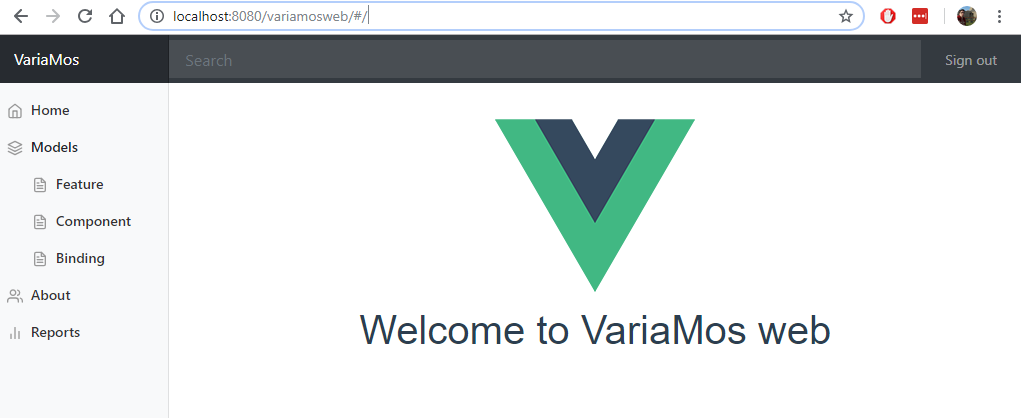 localhost:8080/variamosweb/#/
VariaMos
Search
Sign out
Home
Models
Feature
Component
Binding
About
Reports
Welcome to VariaMos web